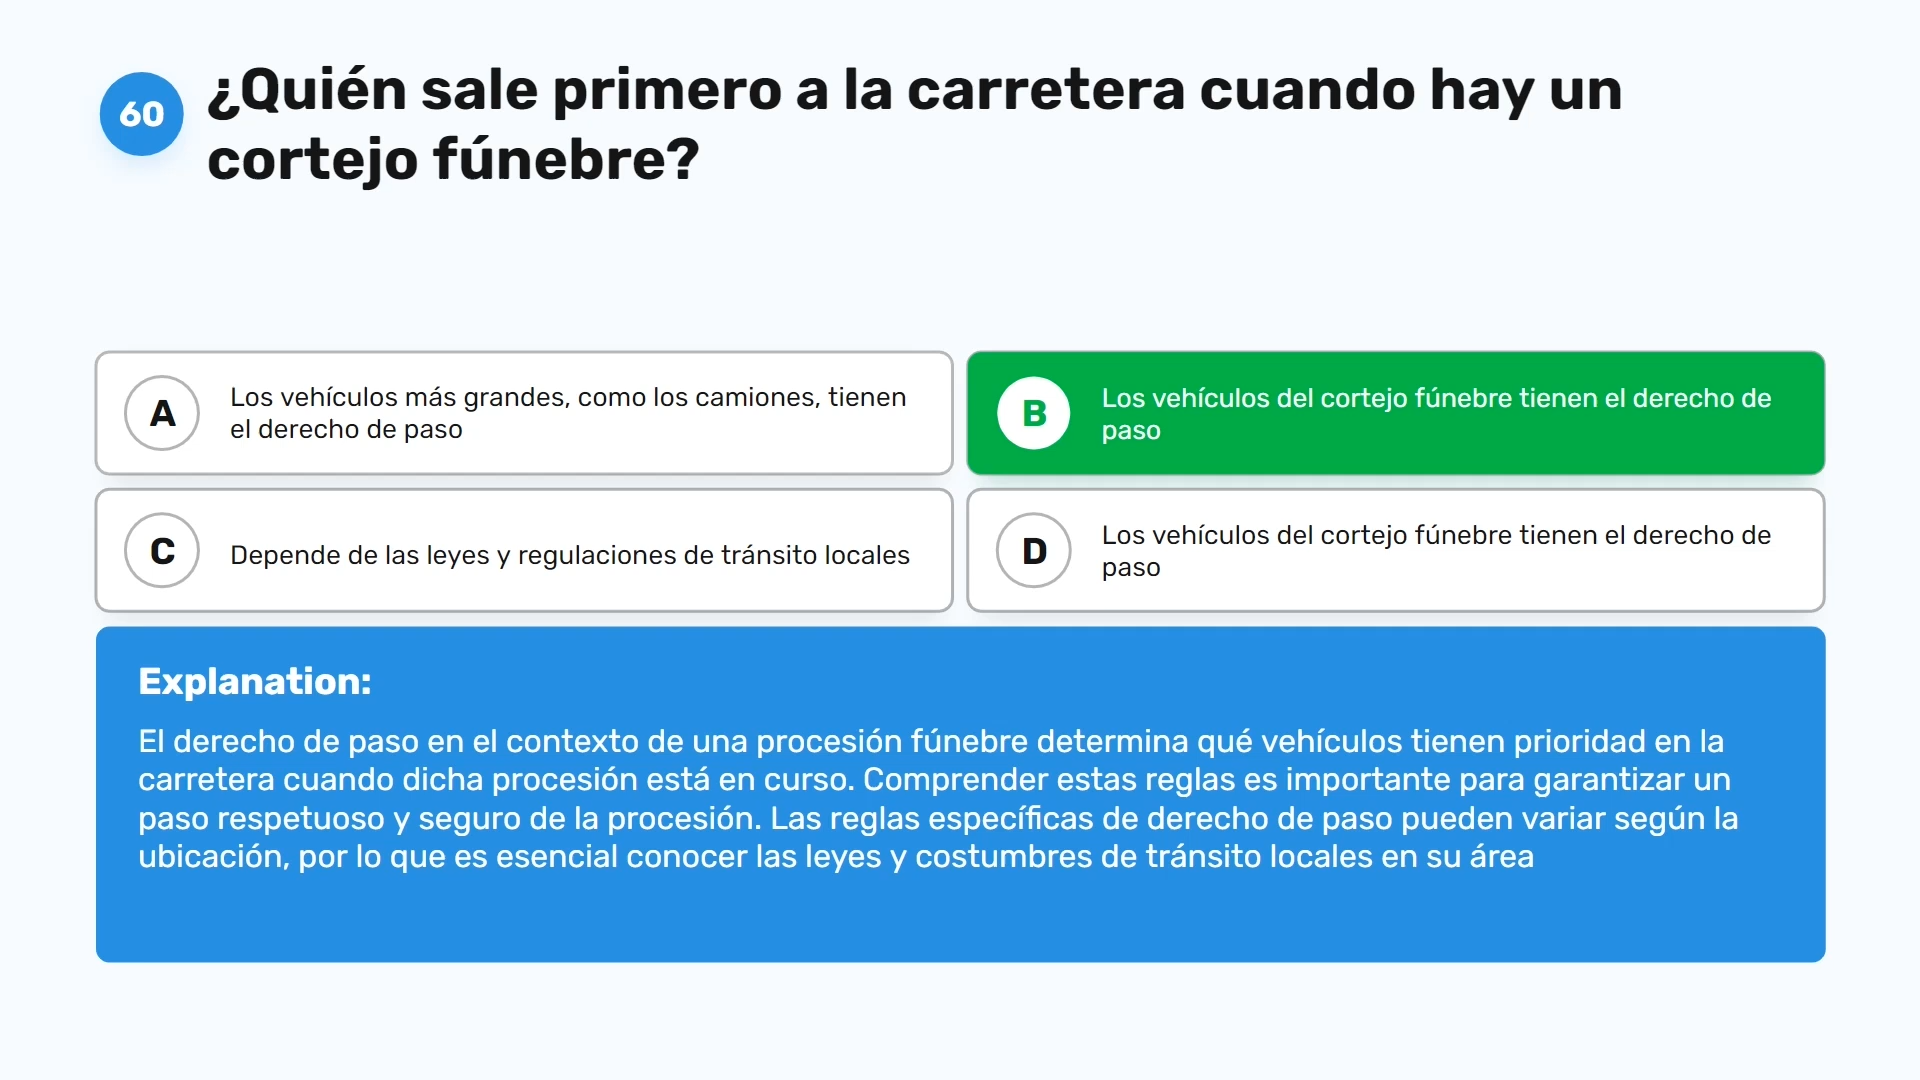 60
¿Quién sale primero a la carretera cuando hay un
cortejo fúnebre?
A
Los vehículos más grandes, como los camiones, tienen
el derecho de paso
B
Los vehículos del cortejo fúnebre tienen el derecho de
paso
C
Depende de las leyes y regulaciones de tránsito locales
D
Los vehículos del cortejo fúnebre tienen el derecho de
paso
Explanation:
El derecho de paso en el contexto de una procesión fúnebre determina qué vehículos tienen prioridad en la
carretera cuando dicha procesión está en curso. Comprender estas reglas es importante para garantizar un
paso respetuoso y seguro de la procesión. Las reglas específicas de derecho de paso pueden variar según la
ubicación, por lo que es esencial conocer las leyes y costumbres de tránsito locales en su área